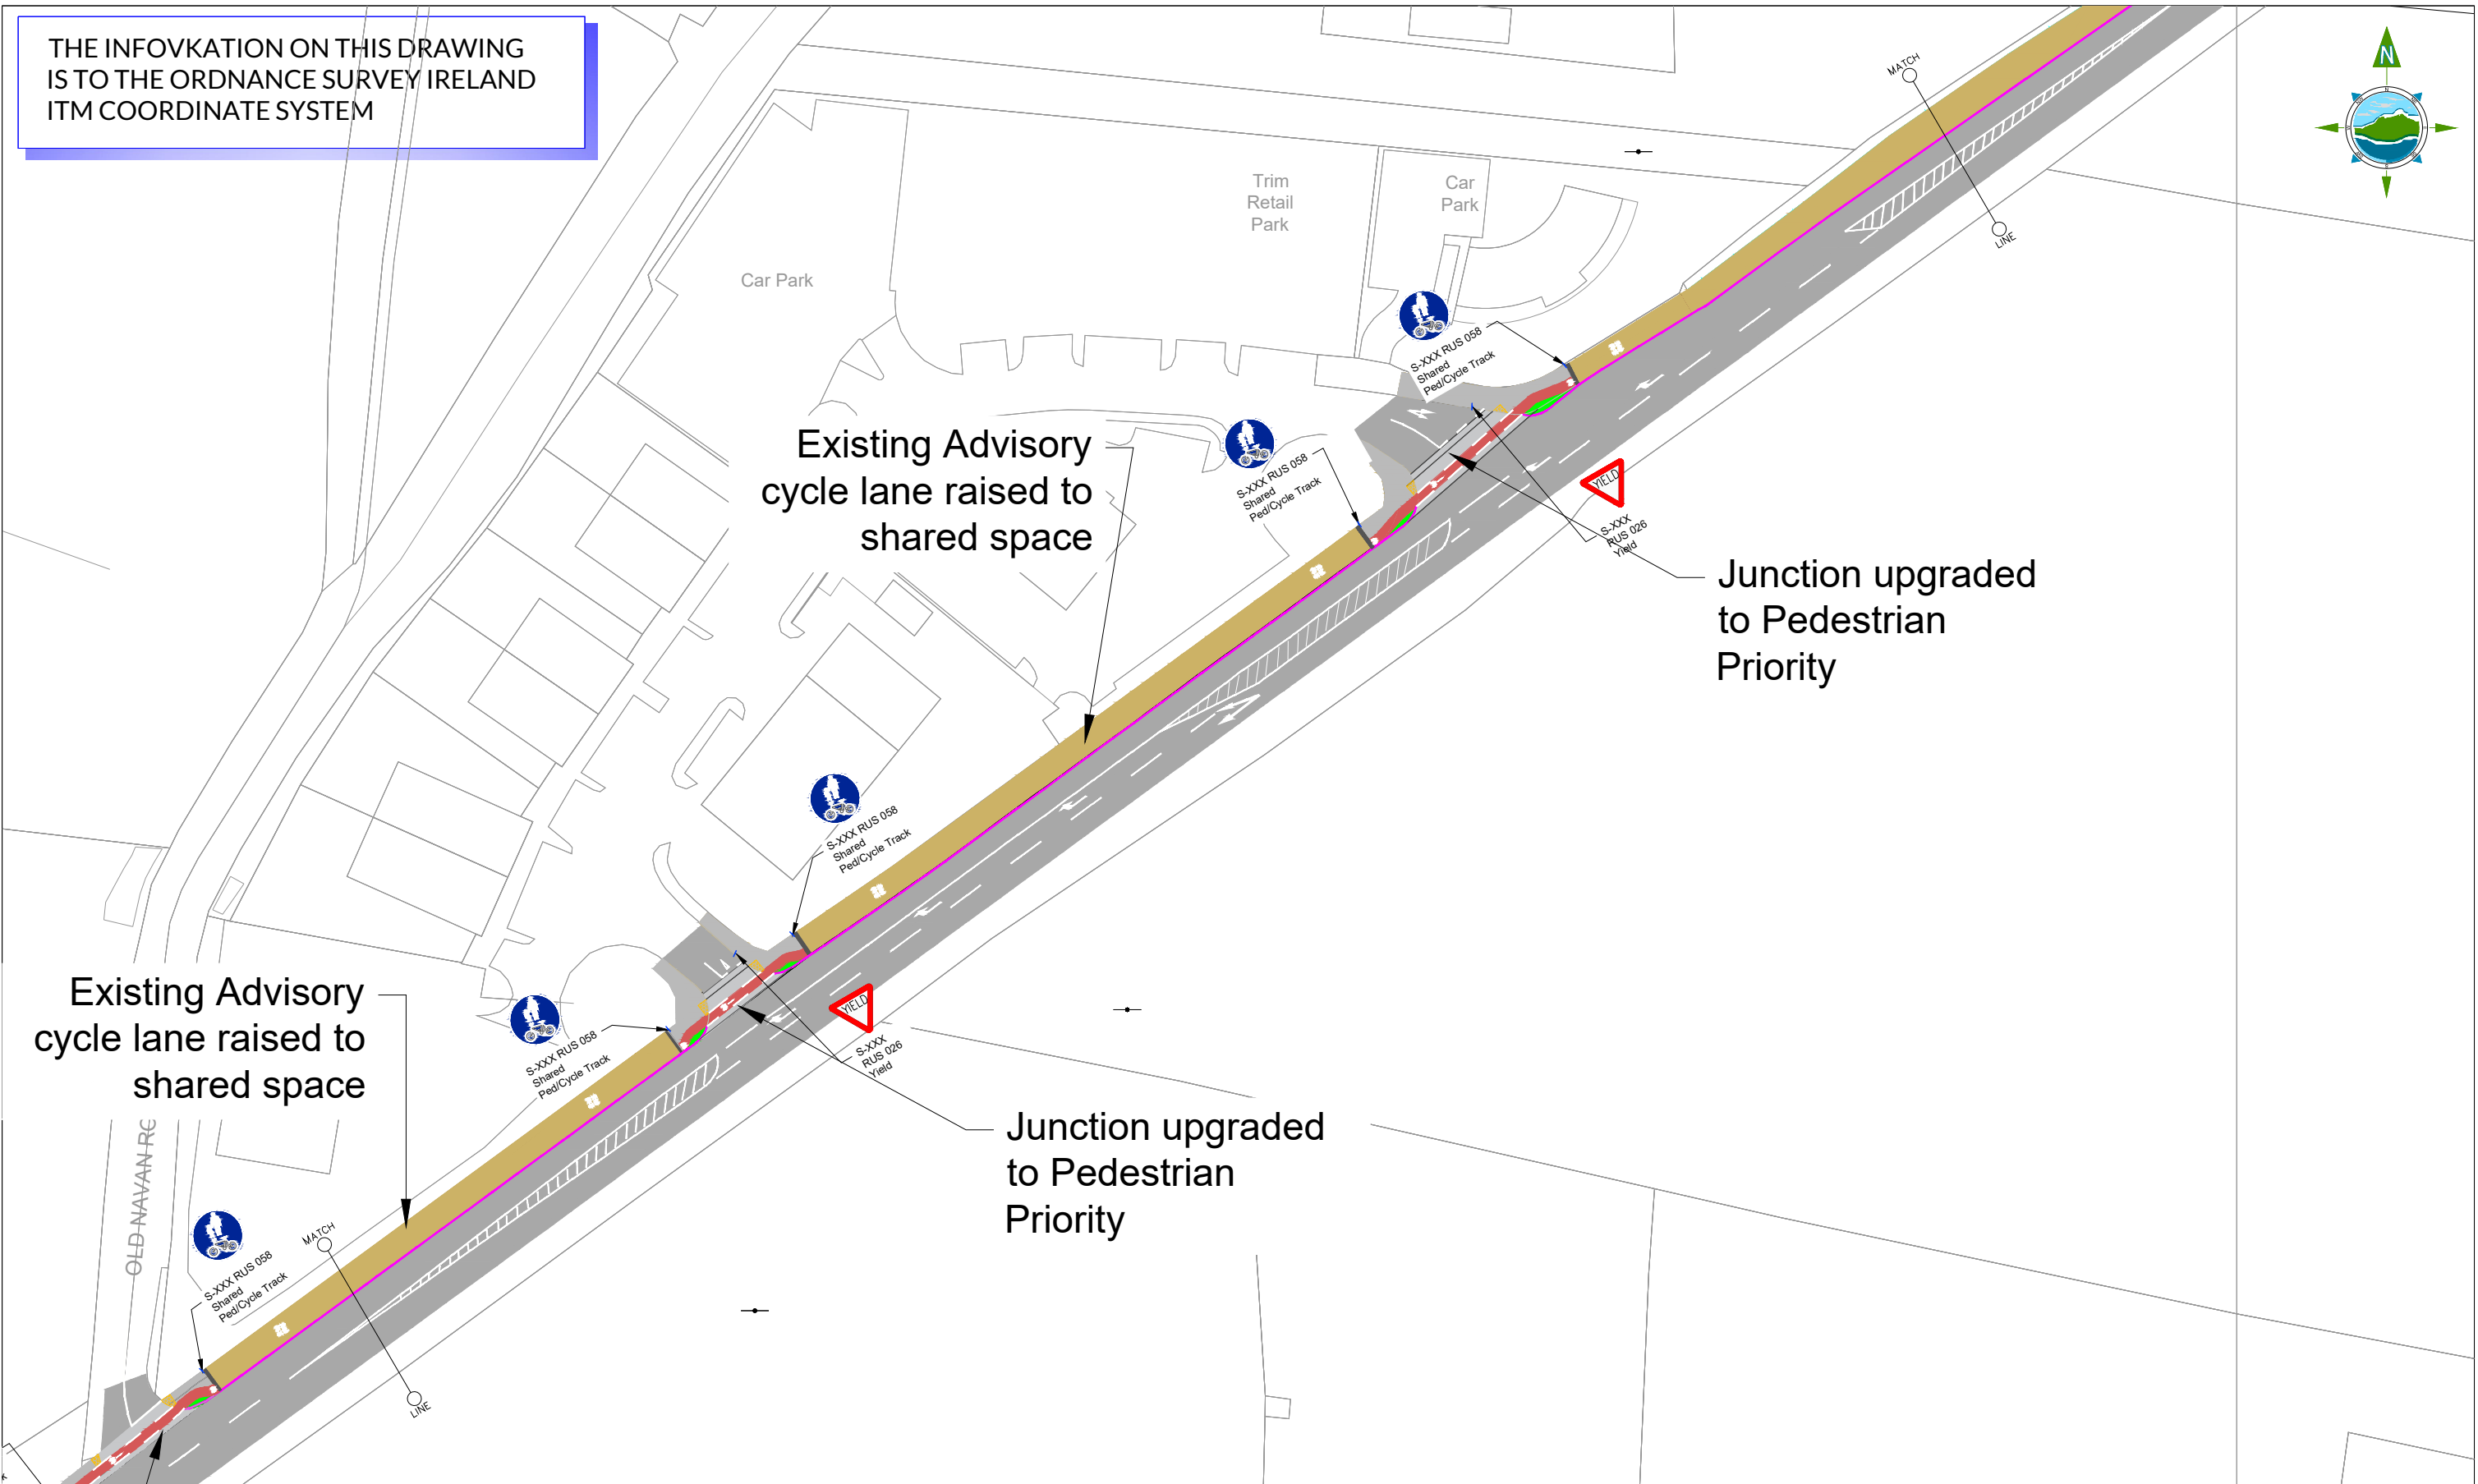 THE INFOVKATION ON THIS DRAWING
IS TO THE ORDNANCE SURVEY IRELAND
ITM COORDINATE SYSTEM
MATCH
LINE
N
Trim
Retail
Park
Car
Park
Car Park
S-XXX RUS 058
Shared
Ped/Cycle Track
Existing Advisory
cycle lane raised to
shared space
S-XXX RUS 058
Shared
Ped/Cycle Track
YIELD
S-XXX
RUS 026
Yield
Junction upgraded
to Pedestrian
Priority
S-XXX RUS 058
Shared
Ped/Cycle Track
Existing Advisory
cycle lane raised to
shared space
S-XXX RUS 058
Shared
Ped/Cycle Track
YIELD
S-XXX
RUS 026
Yield
Junction upgraded
to Pedestrian
Priority
OLD NAVAN RC
MATCH
LINE
S-XXX RUS 058
Shared
Ped/Cycle Track